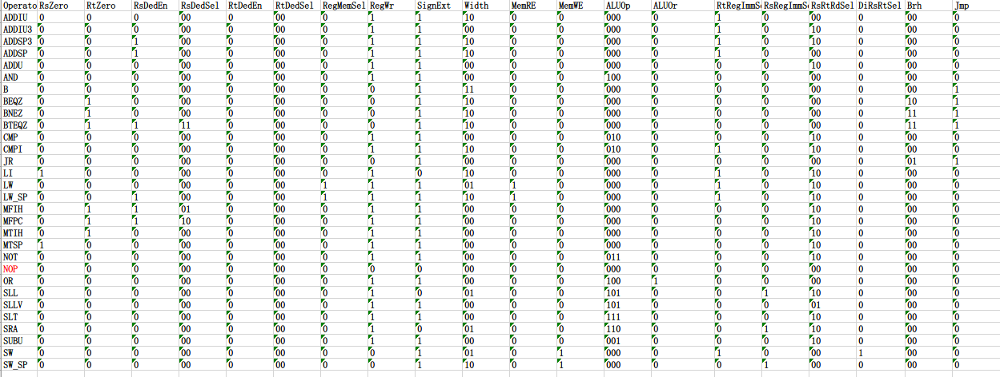 Operato RsZero RtZero RsDedEn RsDedSel RtDedEn RtDedSel RegMemSel RegWr SignExt Width MemRE MemWE ALUOp ALUOr RtRegImmS RsRegImmS RsRtRdSel DiRsRtSel Brh Jmp
ADDIU 0 0 0 00 0 00 0 1 1 10 0 0 000 0 1 0 00 0 00 0
ADDIU3 0 0 0 00 0 00 0 1 1 10 0 0 000 0 1 0 10 0 00 0
ADDSP3 0 0 1 00 0 00 0 1 1 10 0 0 000 0 1 0 10 0 00 0
ADDSP 0 0 1 00 0 00 0 1 1 10 0 0 000 0 1 0 00 0 00 0
ADDU 0 0 0 00 0 00 0 1 1 00 0 0 000 0 0 0 10 0 00 0
AND 0 0 0 00 0 00 0 1 1 00 0 0 100 0 0 0 00 0 00 0
B 0 0 0 00 0 00 0 0 1 11 0 0 000 0 0 0 00 0 00 1
BEQZ 0 1 0 00 0 00 0 0 1 10 0 0 000 0 0 0 00 0 10 1
BNEZ 0 1 0 00 0 00 0 0 1 10 0 0 000 0 0 0 00 0 11 1
BTEQZ 0 1 1 11 0 00 0 0 1 10 0 0 000 0 0 0 00 0 11 1
CMP 0 0 0 00 0 00 0 1 1 00 0 0 010 0 0 0 10 0 00 0
CMPI 0 0 0 00 0 00 0 1 1 10 0 0 010 0 1 0 10 0 00 0
JR 0 0 0 00 0 00 0 0 1 00 0 0 000 0 0 0 00 0 01 1
LI 1 0 0 00 0 00 0 1 0 10 0 0 000 0 1 0 10 0 00 0
LW 0 0 0 00 0 00 1 1 1 01 1 0 000 0 1 0 10 0 00 0
LW_SP 0 0 1 00 0 00 1 1 1 10 1 0 000 0 1 0 10 0 00 0
MFIH 0 1 1 01 0 00 0 1 1 00 0 0 000 0 0 0 10 0 00 0
MFPC 0 1 1 10 0 00 0 1 1 00 0 0 000 0 0 0 10 0 00 0
MTIH 0 1 0 00 0 00 0 1 1 00 0 0 000 0 0 0 10 0 00 0
MTSP 1 0 0 00 0 00 0 1 1 00 0 0 000 0 0 0 10 0 00 0
NOT 0 0 0 00 0 00 0 1 1 00 0 0 011 0 0 0 10 0 00 0
NOP 0 0 0 00 0 00 0 0 0 00 0 0 000 0 0 0 00 0 00 0
OR 0 0 0 00 0 00 0 1 1 00 0 0 100 1 0 0 00 0 00 0
SLL 0 0 0 00 0 00 0 1 0 01 0 0 101 0 0 1 10 0 00 0
SLLV 0 0 0 00 0 00 0 1 1 00 0 0 101 0 0 0 01 0 00 0
SLT 0 0 0 00 0 00 0 1 1 00 0 0 111 0 0 0 10 0 00 0
SRA 0 0 0 00 0 00 0 1 0 01 0 0 110 0 0 1 10 0 00 0
SUBU 0 0 0 00 0 00 0 1 1 00 0 0 001 0 0 0 10 0 00 0
SW 0 0 0 00 0 00 0 0 1 01 0 1 000 0 1 0 00 1 00 0
SW_SP 0 0 0 00 0 00 0 0 1 10 0 1 000 0 0 1 00 0 00 0